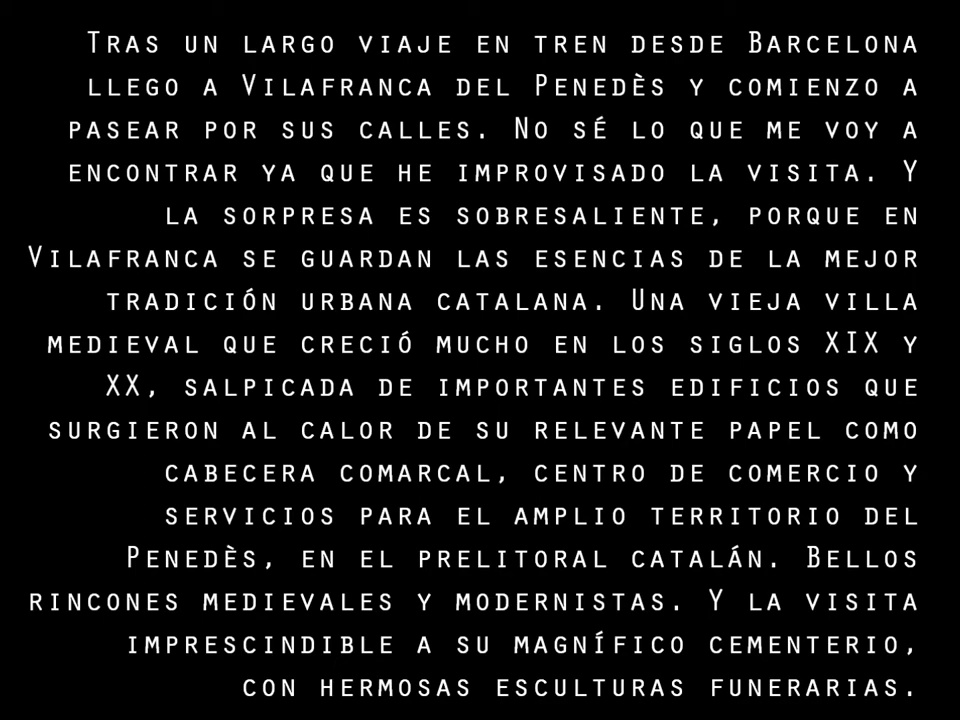 Tras un largo viaje en tren desde Barcelona
llego a Vilafranca del Penedès y comienzo a
pasear por sus calles. No sé lo que me voy a
encontrar ya que he improvisado la visita. Y
la sorpresa es sobresaliente, porque en
Vilafranca se guardan las esencias de la mejor
tradición urbana catalana. Una vieja villa
medieval que creció mucho en los siglos XIX y
XX, salpicada de importantes edificios que
surgieron al calor de su relevante papel como
cabecera comarcal, centro de comercio y
servicios para el amplio territorio del
Penedès, en el prelitoral catalán. Bellos
rincones medievales y modernistas. Y la visita
imprescindible a su magnífico cementerio,
con hermosas esculturas funerarias.